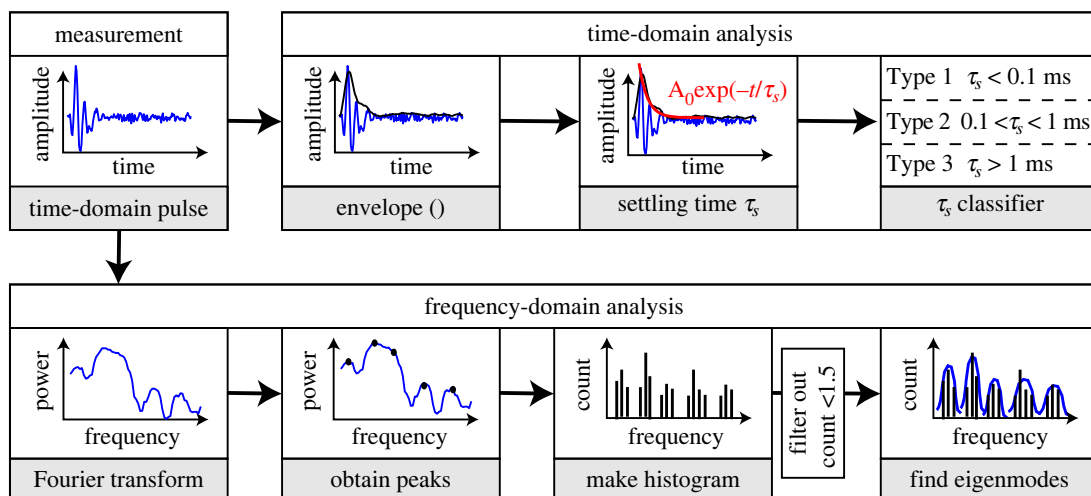 measurement
amplitude
time
time-domain pulse
time-domain analysis
amplitude
time
envelope ()
A₀exp(–t/τₛ)
amplitude
time
settling time τₛ
Type 1 τₛ < 0.1 ms
Type 2 0.1 <τₛ < 1 ms
Type 3 τₛ > 1 ms
τₛ classifier
frequency-domain analysis
power
frequency
Fourier transform
power
frequency
obtain peaks
count
frequency
make histogram
filter out
count <1.5
count
frequency
find eigenmodes